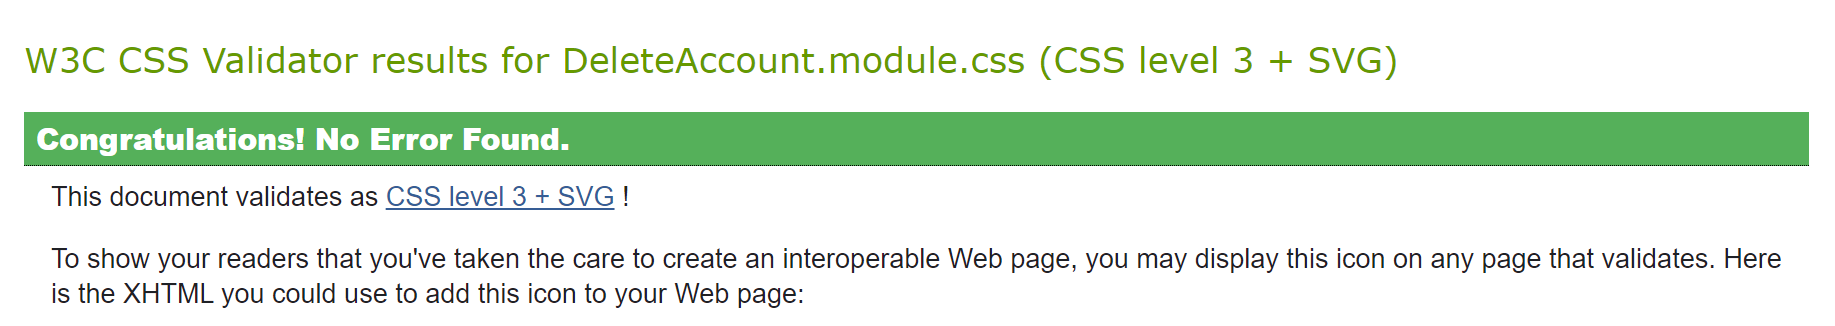 W3C CSS Validator results for DeleteAccount.module.css (CSS level 3 + SVG)
Congratulations! No Error Found.
This document validates as CSS level 3 + SVG !
To show your readers that you've taken the care to create an interoperable Web page, you may display this icon on any page that validates. Here
is the XHTML you could use to add this icon to your Web page: